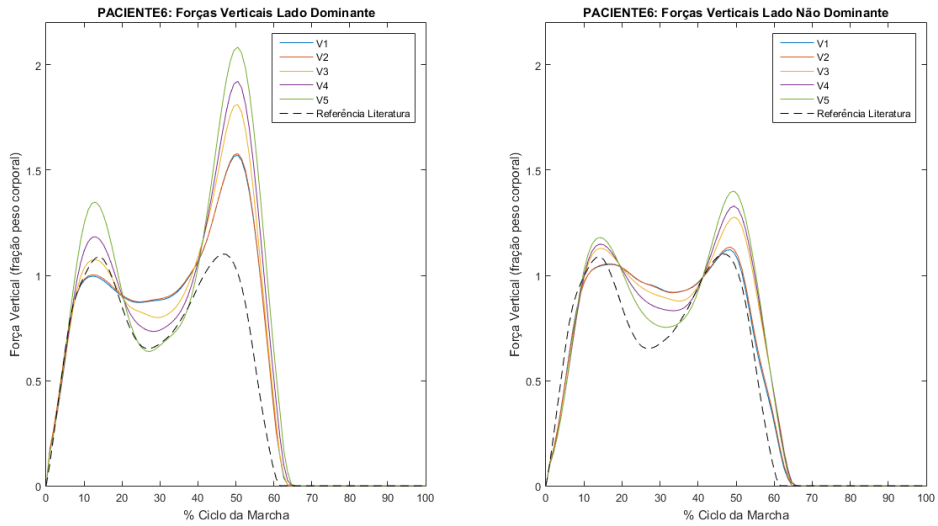 PACIENTE6: Forças Verticais Lado Dominante
Força Vertical (fração peso corporal)
2
1.5
1
0.5
0
0 10 20 30 40 50 60 70 80 90 100
% Ciclo da Marcha
V1
V2
V3
V4
V5
Referência Literatura
PACIENTE6: Forças Verticais Lado Não Dominante
Força Vertical (fração peso corporal)
2
1.5
1
0.5
0
0 10 20 30 40 50 60 70 80 90 100
% Ciclo da Marcha
V1
V2
V3
V4
V5
Referência Literatura